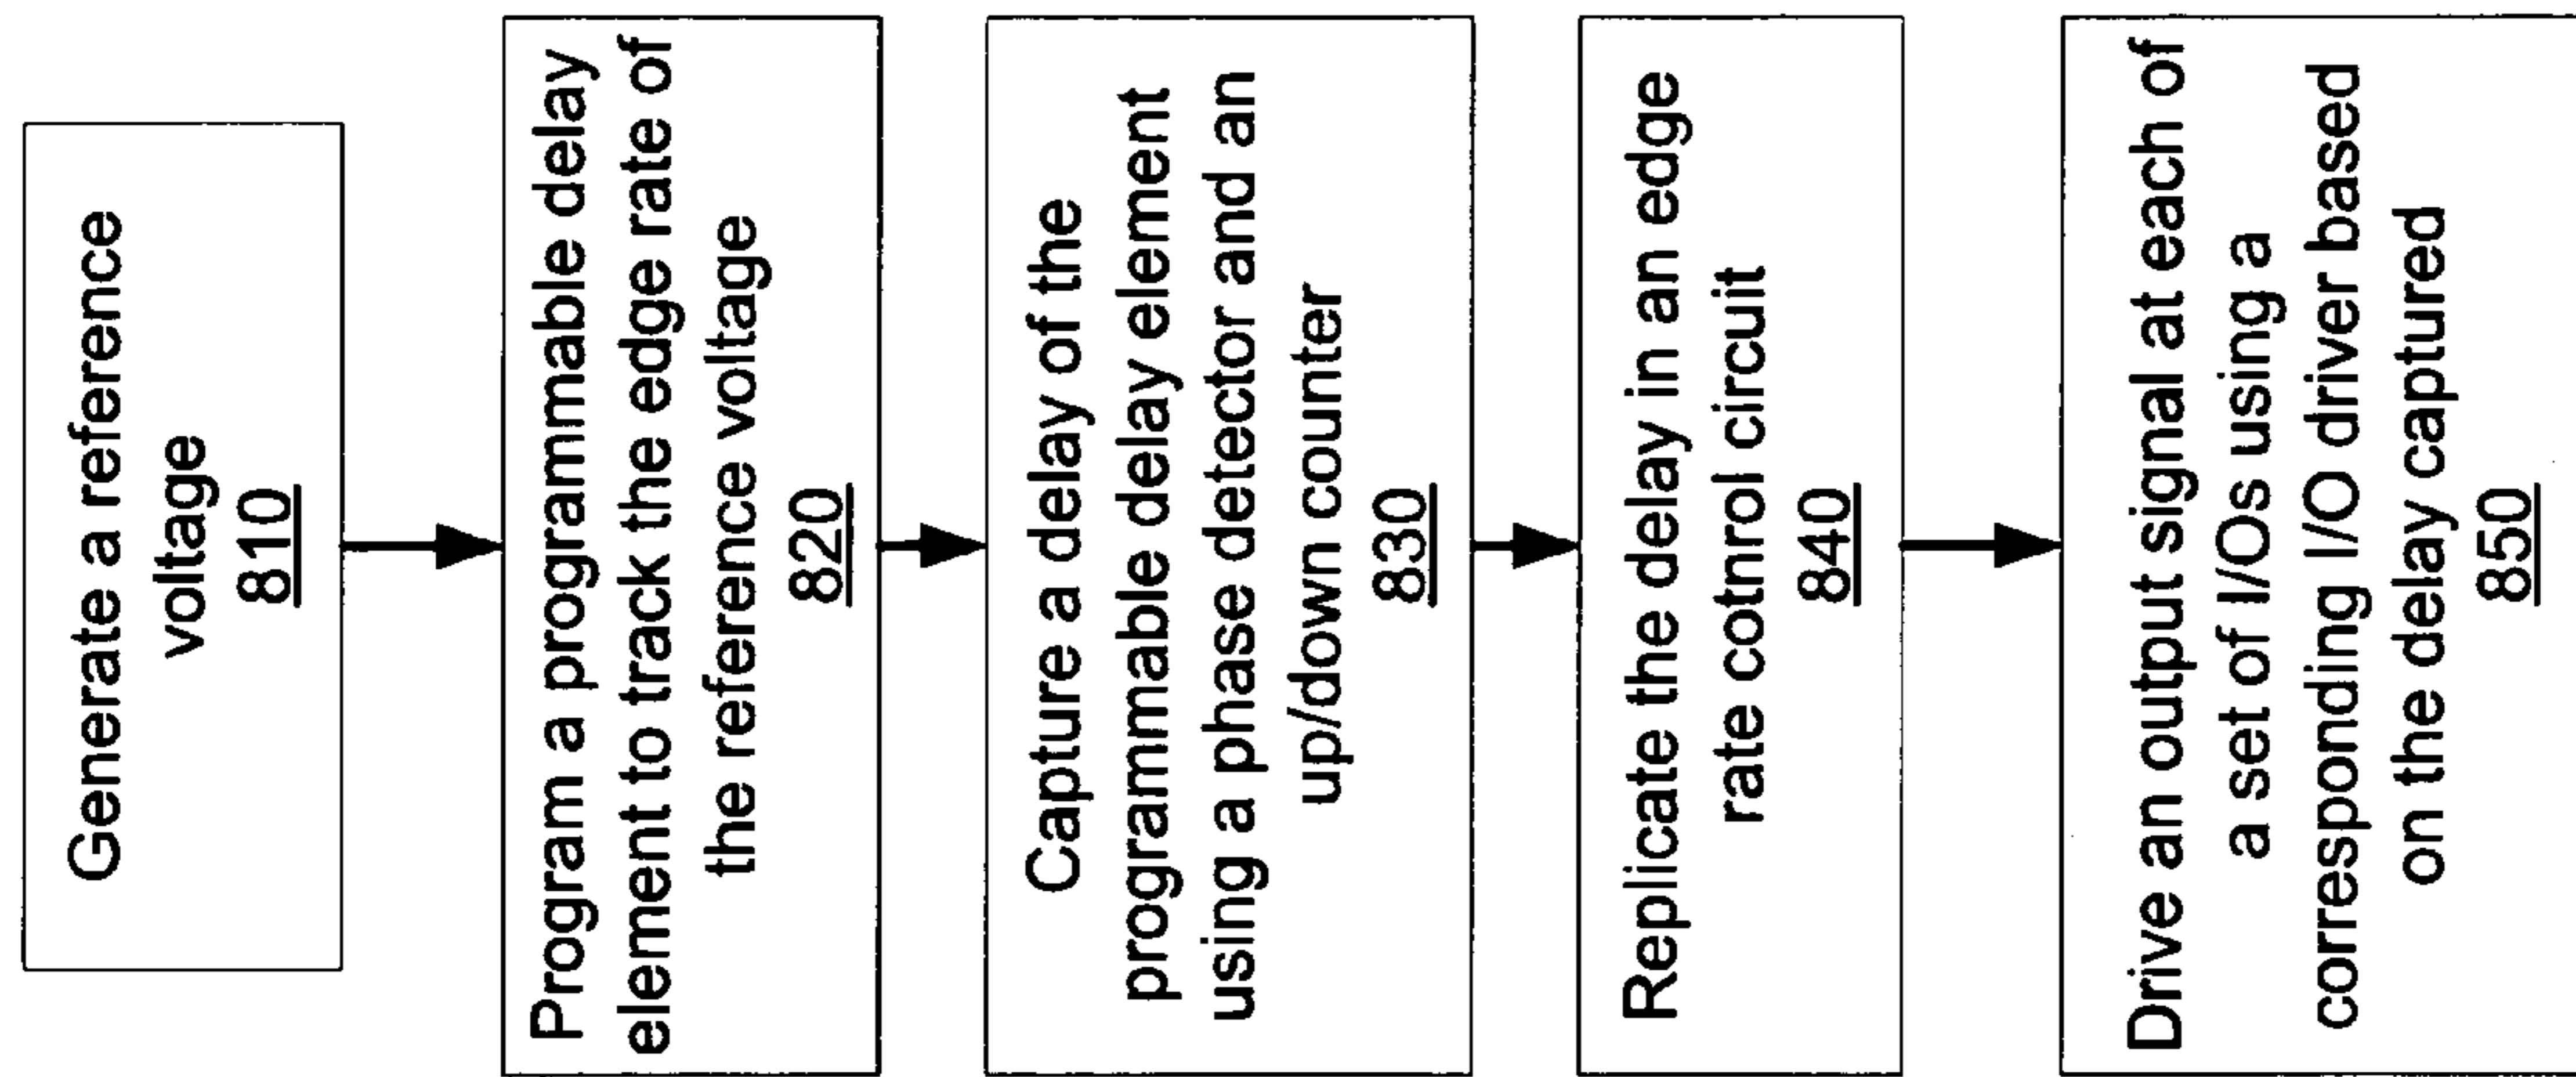 Generate a reference
voltage
810
Program a programmable delay
element to track the edge rate of
the reference voltage
820
Capture a delay of the
programmable delay element
using a phase detector and an
up/down counter
830
Replicate the delay in an edge
rate cotnrol circuit
840
Drive an output signal at each of
a set of I/Os using a
corresponding I/O driver based
on the delay captured
850